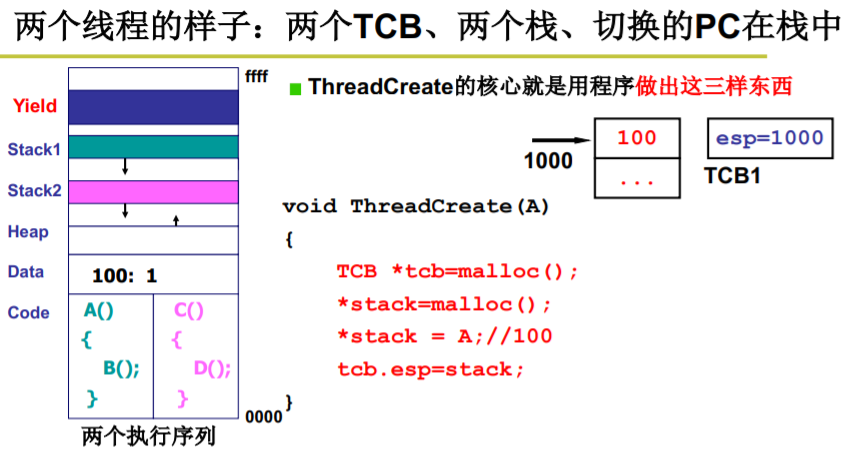 两个线程的样子：两个TCB、两个栈、切换的PC在栈中
ThreadCreate的核心就是用程序做出这三样东西
ffff
Yield
Stack1
Stack2
Heap
Data
100: 1
Code
A()
{
B();
}
C()
{
D();
}
0000
两个执行序列
1000
100
...
esp=1000
TCB1
void ThreadCreate(A)
{
TCB *tcb=malloc();
*stack=malloc();
*stack = A;//100
tcb.esp=stack;
}